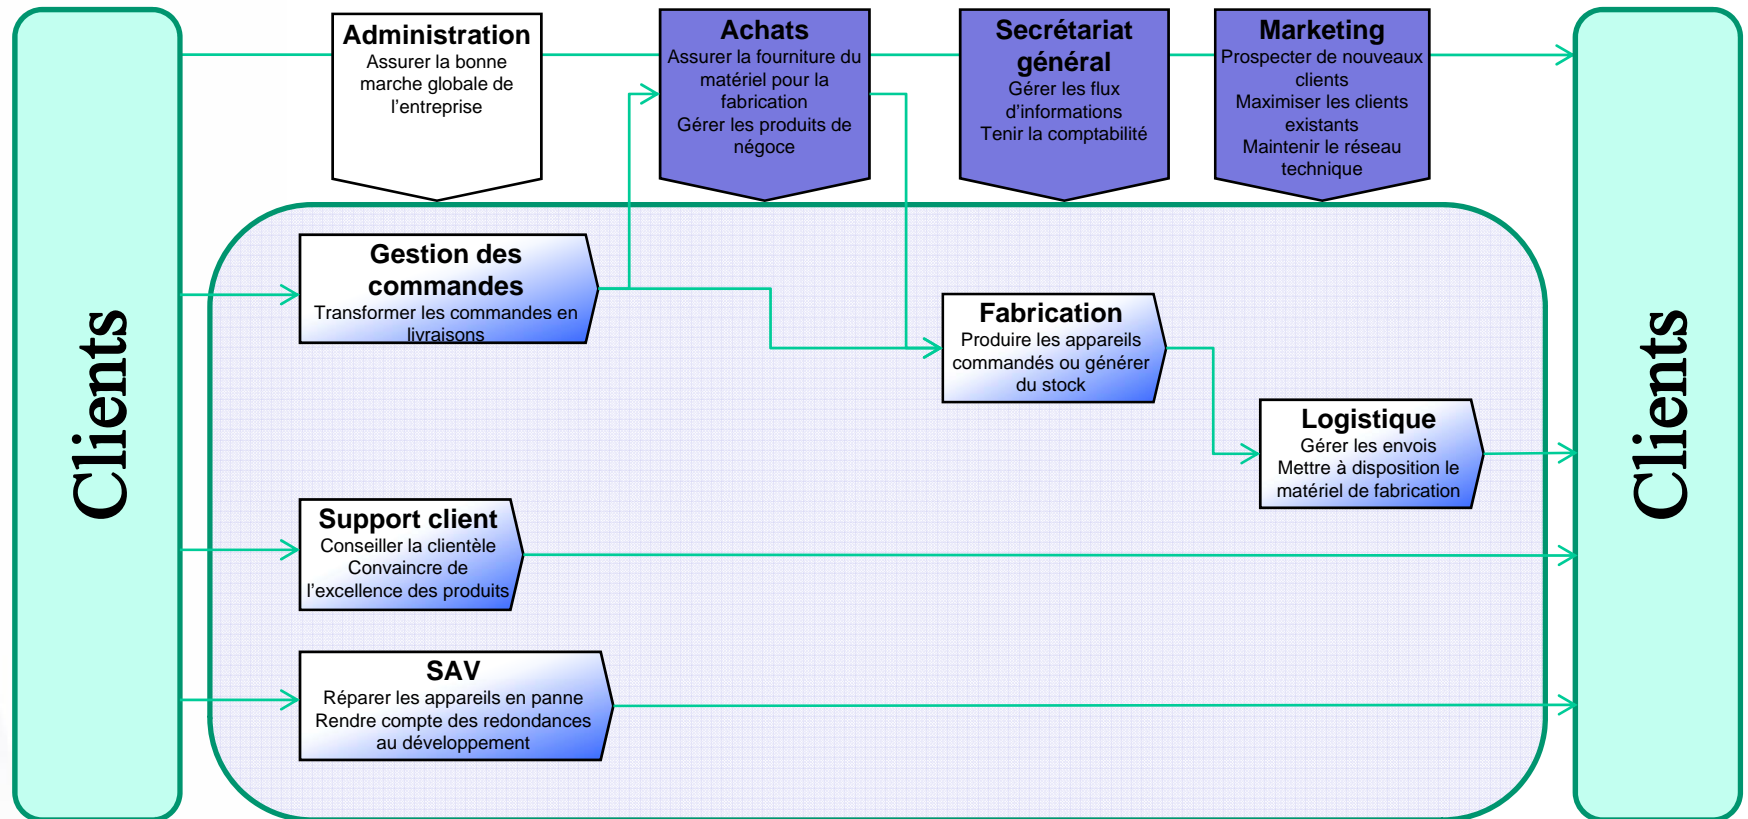 Clients
Administration
Assurer la bonne
marche globale de
l’entreprise
Achats
Assurer la fourniture du
matériel pour la
fabrication
Gérer les produits de
négoce
Secrétariat
général
Gérer les flux
d’informations
Tenir la comptabilité
Marketing
Prospecter de nouveaux
clients
Maximiser les clients
existants
Maintenir le réseau
technique
Gestion des
commandes
Transformer les commandes en
livraisons
Fabrication
Produire les appareils
commandés ou générer
du stock
Logistique
Gérer les envois
Mettre à disposition le
matériel de fabrication
Support client
Conseiller la clientèle
Convaincre de
l’excellence des produits
SAV
Réparer les appareils en panne
Rendre compte des redondances
au développement
Clients